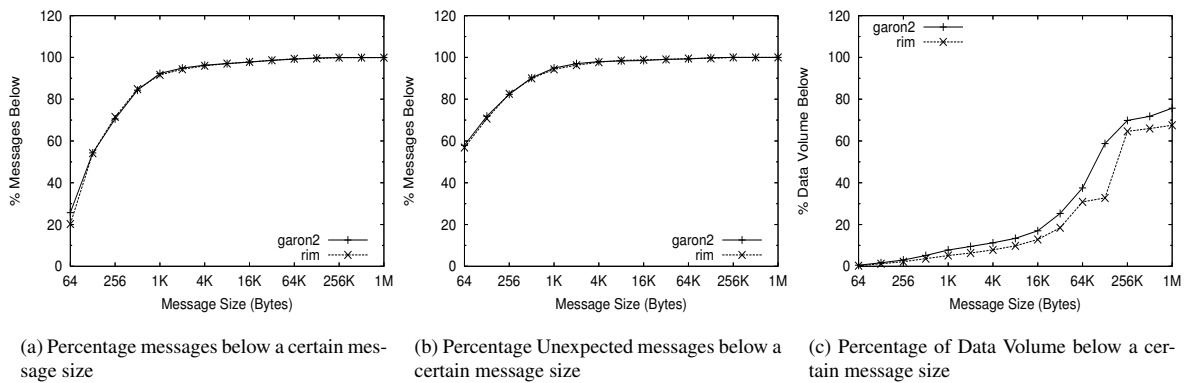 120
100
80
60
40
20
0
% Messages Below
64 256 1K 4K 16K 64K 256K 1M
Message Size (Bytes)
garon2
rim
(a) Percentage messages below a certain mes-
sage size
120
100
80
60
40
20
0
% Messages Below
64 256 1K 4K 16K 64K 256K 1M
Message Size (Bytes)
garon2
rim
(b) Percentage Unexpected messages below a
certain message size
120
100
80
60
40
20
0
% Data Volume Below
64 256 1K 4K 16K 64K 256K 1M
Message Size (Bytes)
garon2
rim
(c) Percentage of Data Volume below a cer-
tain message size